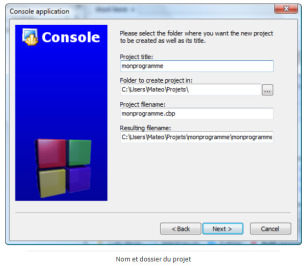 Console application
Console
Please select the folder where you want the new project
to be created as well as its title.
Project title:
monprogramme
Folder to create project in:
C:\Users\Mateo\Projets\
...
Project filename:
monprogramme.cbp
Resulting filename:
C:\Users\Mateo\Projets\monprogramme\monprogramme
< Back
Next >
Cancel
Nom et dossier du projet